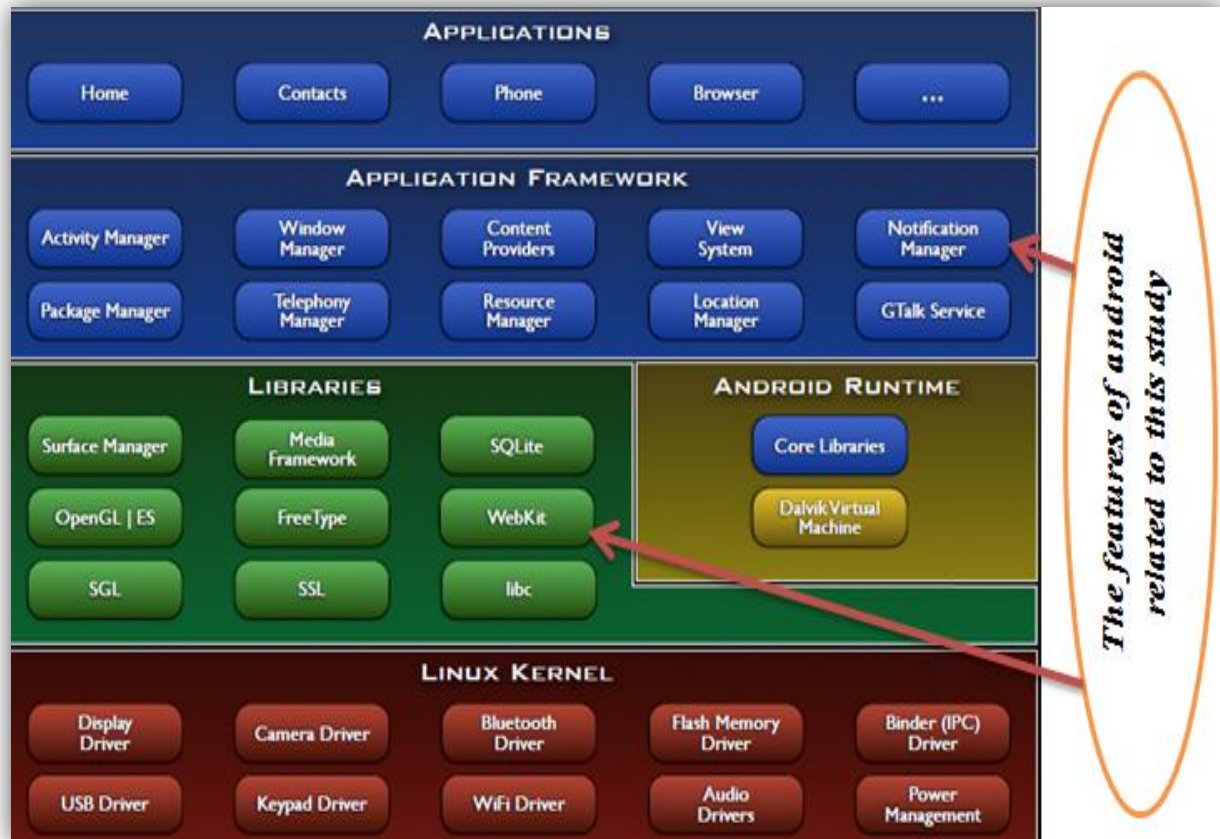 APPLICATIONS
Home
Contacts
Phone
Browser
...
APPLICATION FRAMEWORK
Activity Manager
Window
Manager
Content
Providers
View
System
Notification
Manager
Package Manager
Telephony
Manager
Resource
Manager
Location
Manager
GTalk Service
LIBRARIES
Surface Manager
Media
Framework
SQLite
OpenGL | ES
FreeType
WebKit
SGL
SSL
libc
ANDROID RUNTIME
Core Libraries
Dalvik Virtual
Machine
LINUX KERNEL
Display
Driver
Camera Driver
Bluetooth
Driver
Flash Memory
Driver
Binder (IPC)
Driver
USB Driver
Keypad Driver
WiFi Driver
Audio
Drivers
Power
Management
The features of android
related to this study